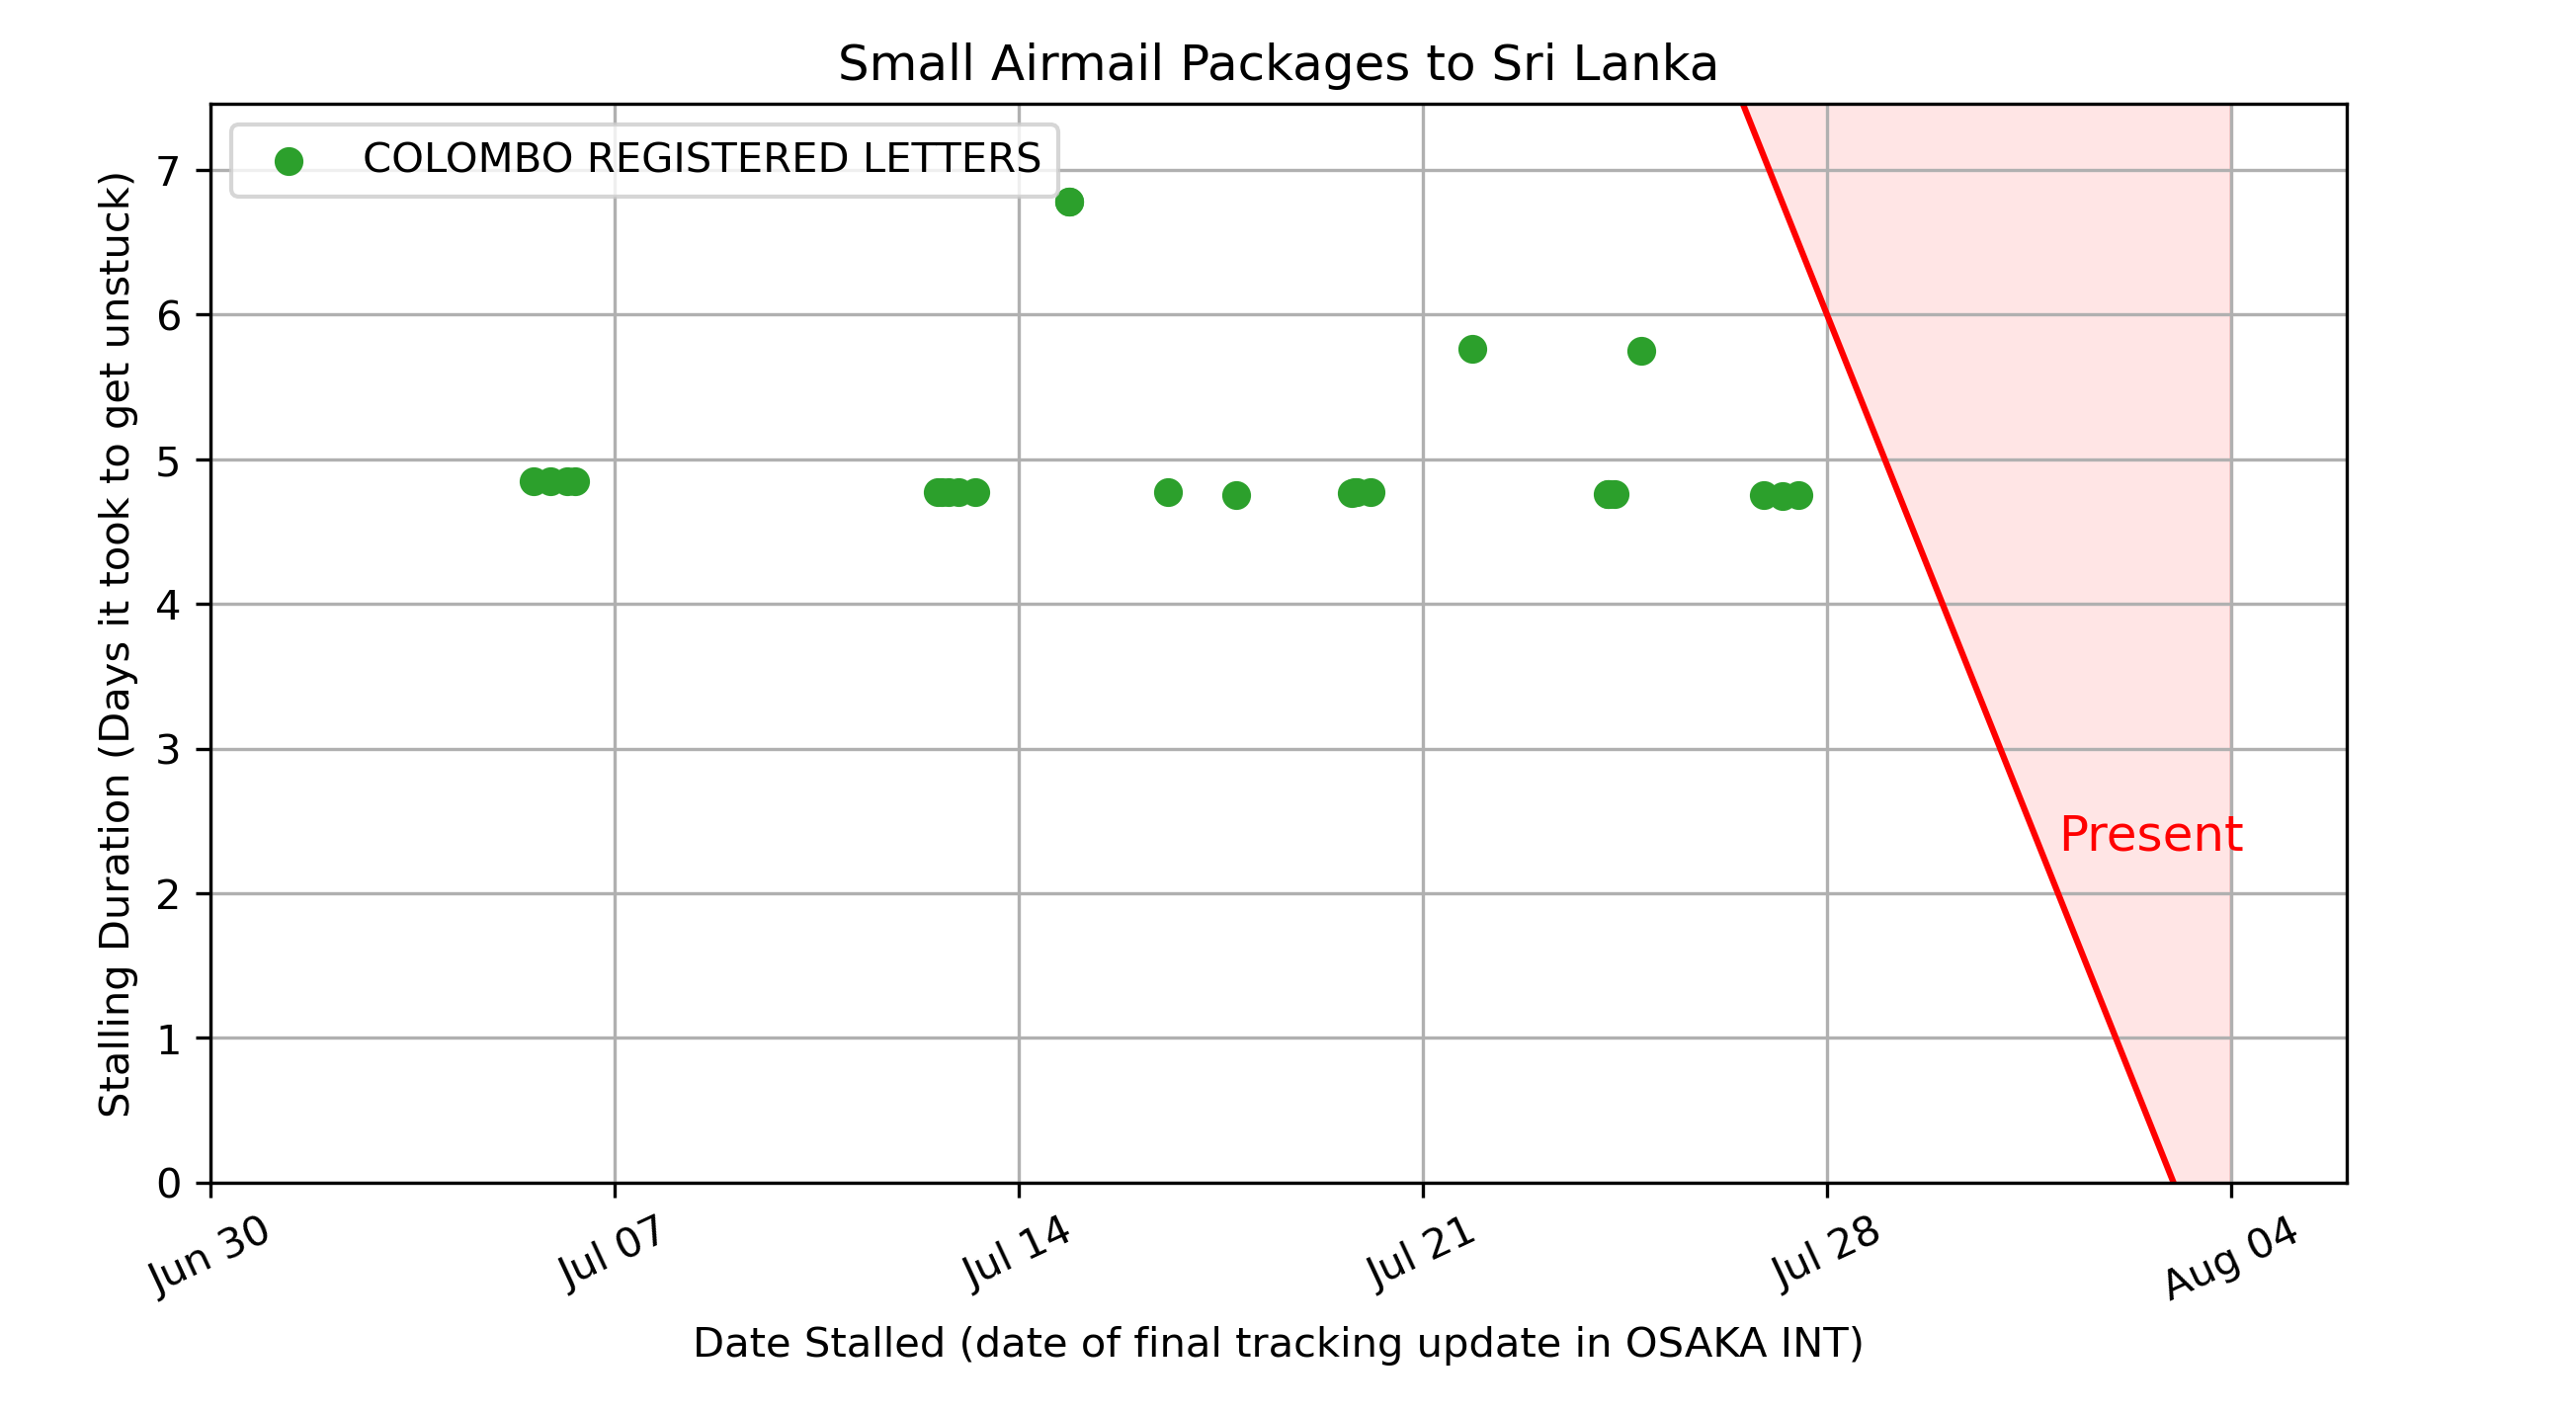 Small Airmail Packages to Sri Lanka
COLOMBO REGISTERED LETTERS
Stalling Duration (Days it took to get unstuck)
7
6
5
4
3
2
1
0
Present
Jun 30
Jul 07
Jul 14
Jul 21
Jul 28
Aug 04
Date Stalled (date of final tracking update in OSAKA INT)